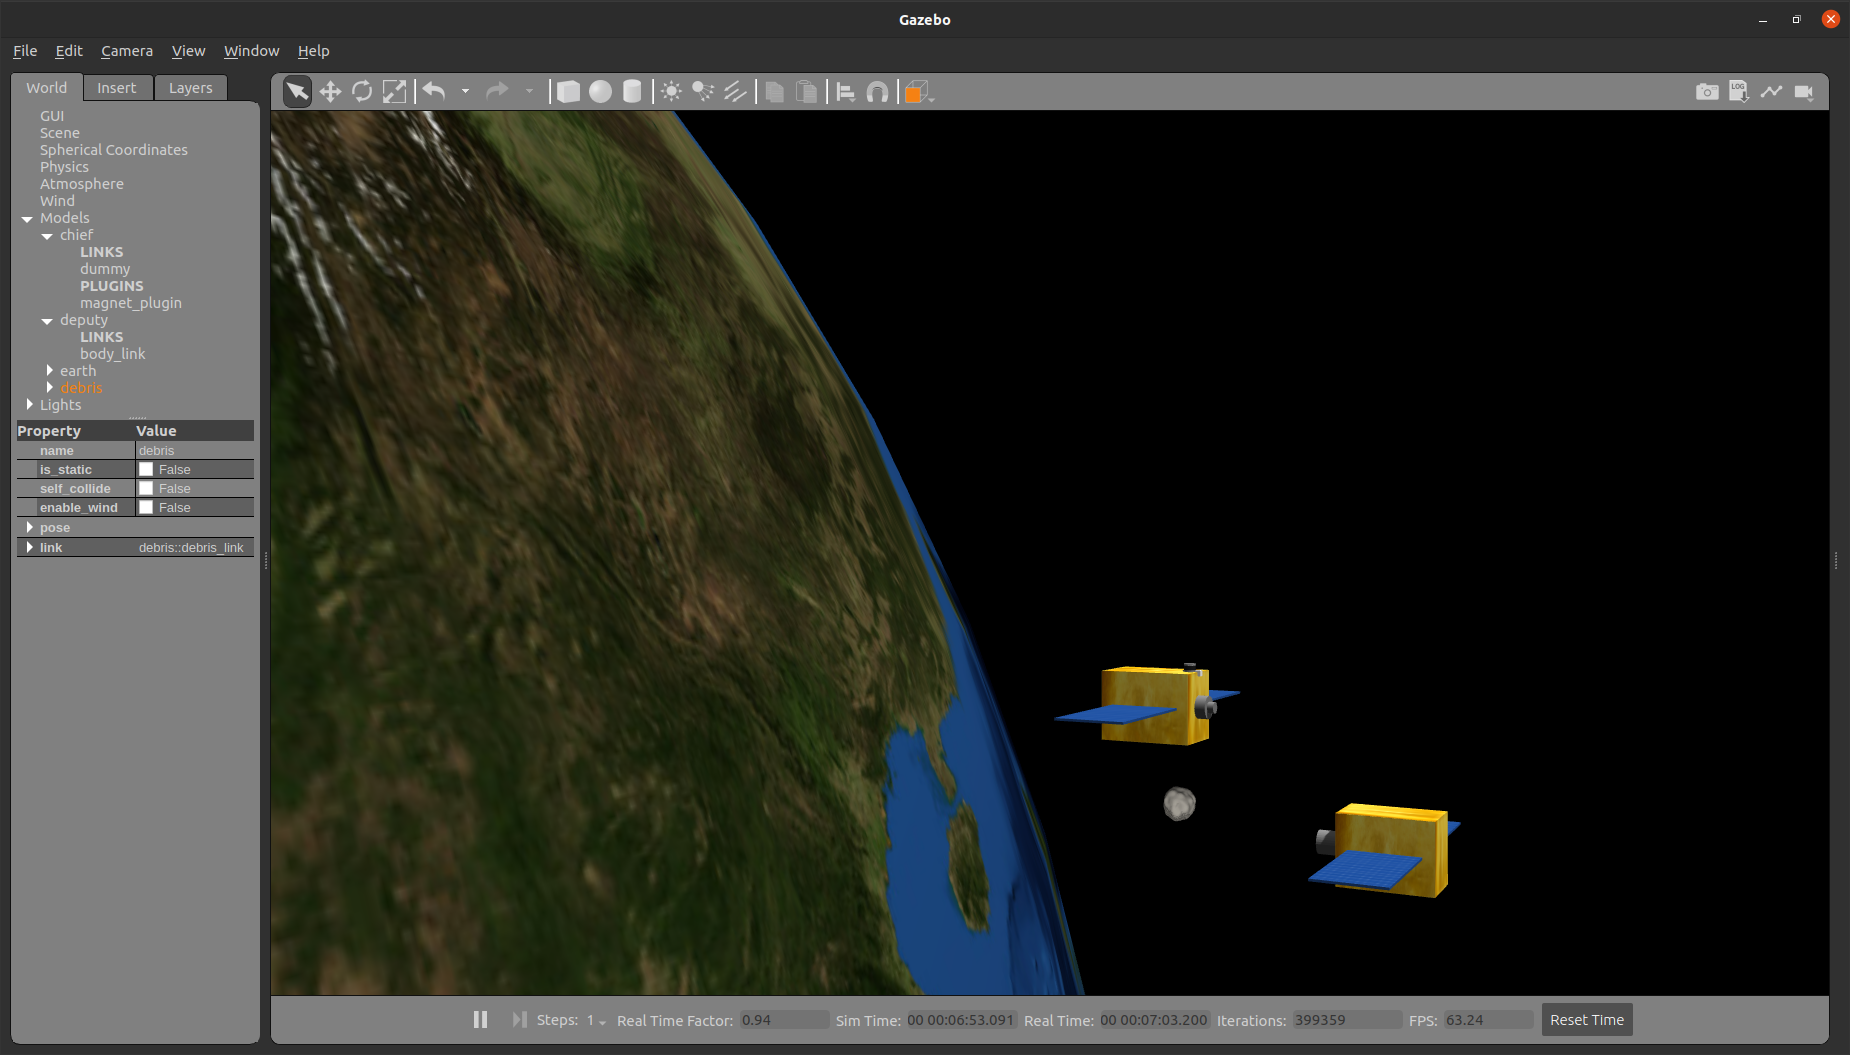 Gazebo
File Edit Camera View Window Help
World Insert Layers
GUI
Scene
Spherical Coordinates
Physics
Atmosphere
Wind
Models
chief
LINKS
dummy
PLUGINS
magnet_plugin
deputy
LINKS
body_link
earth
debris
Lights
Property Value
name debris
is_static False
self_collide False
enable_wind False
pose
link debris::debris_link
LOG
Steps: 1 Real Time Factor: 0.94 Sim Time: 00 00:06:53.091 Real Time: 00 00:07:03.200 Iterations: 399359 FPS: 63.24 Reset Time